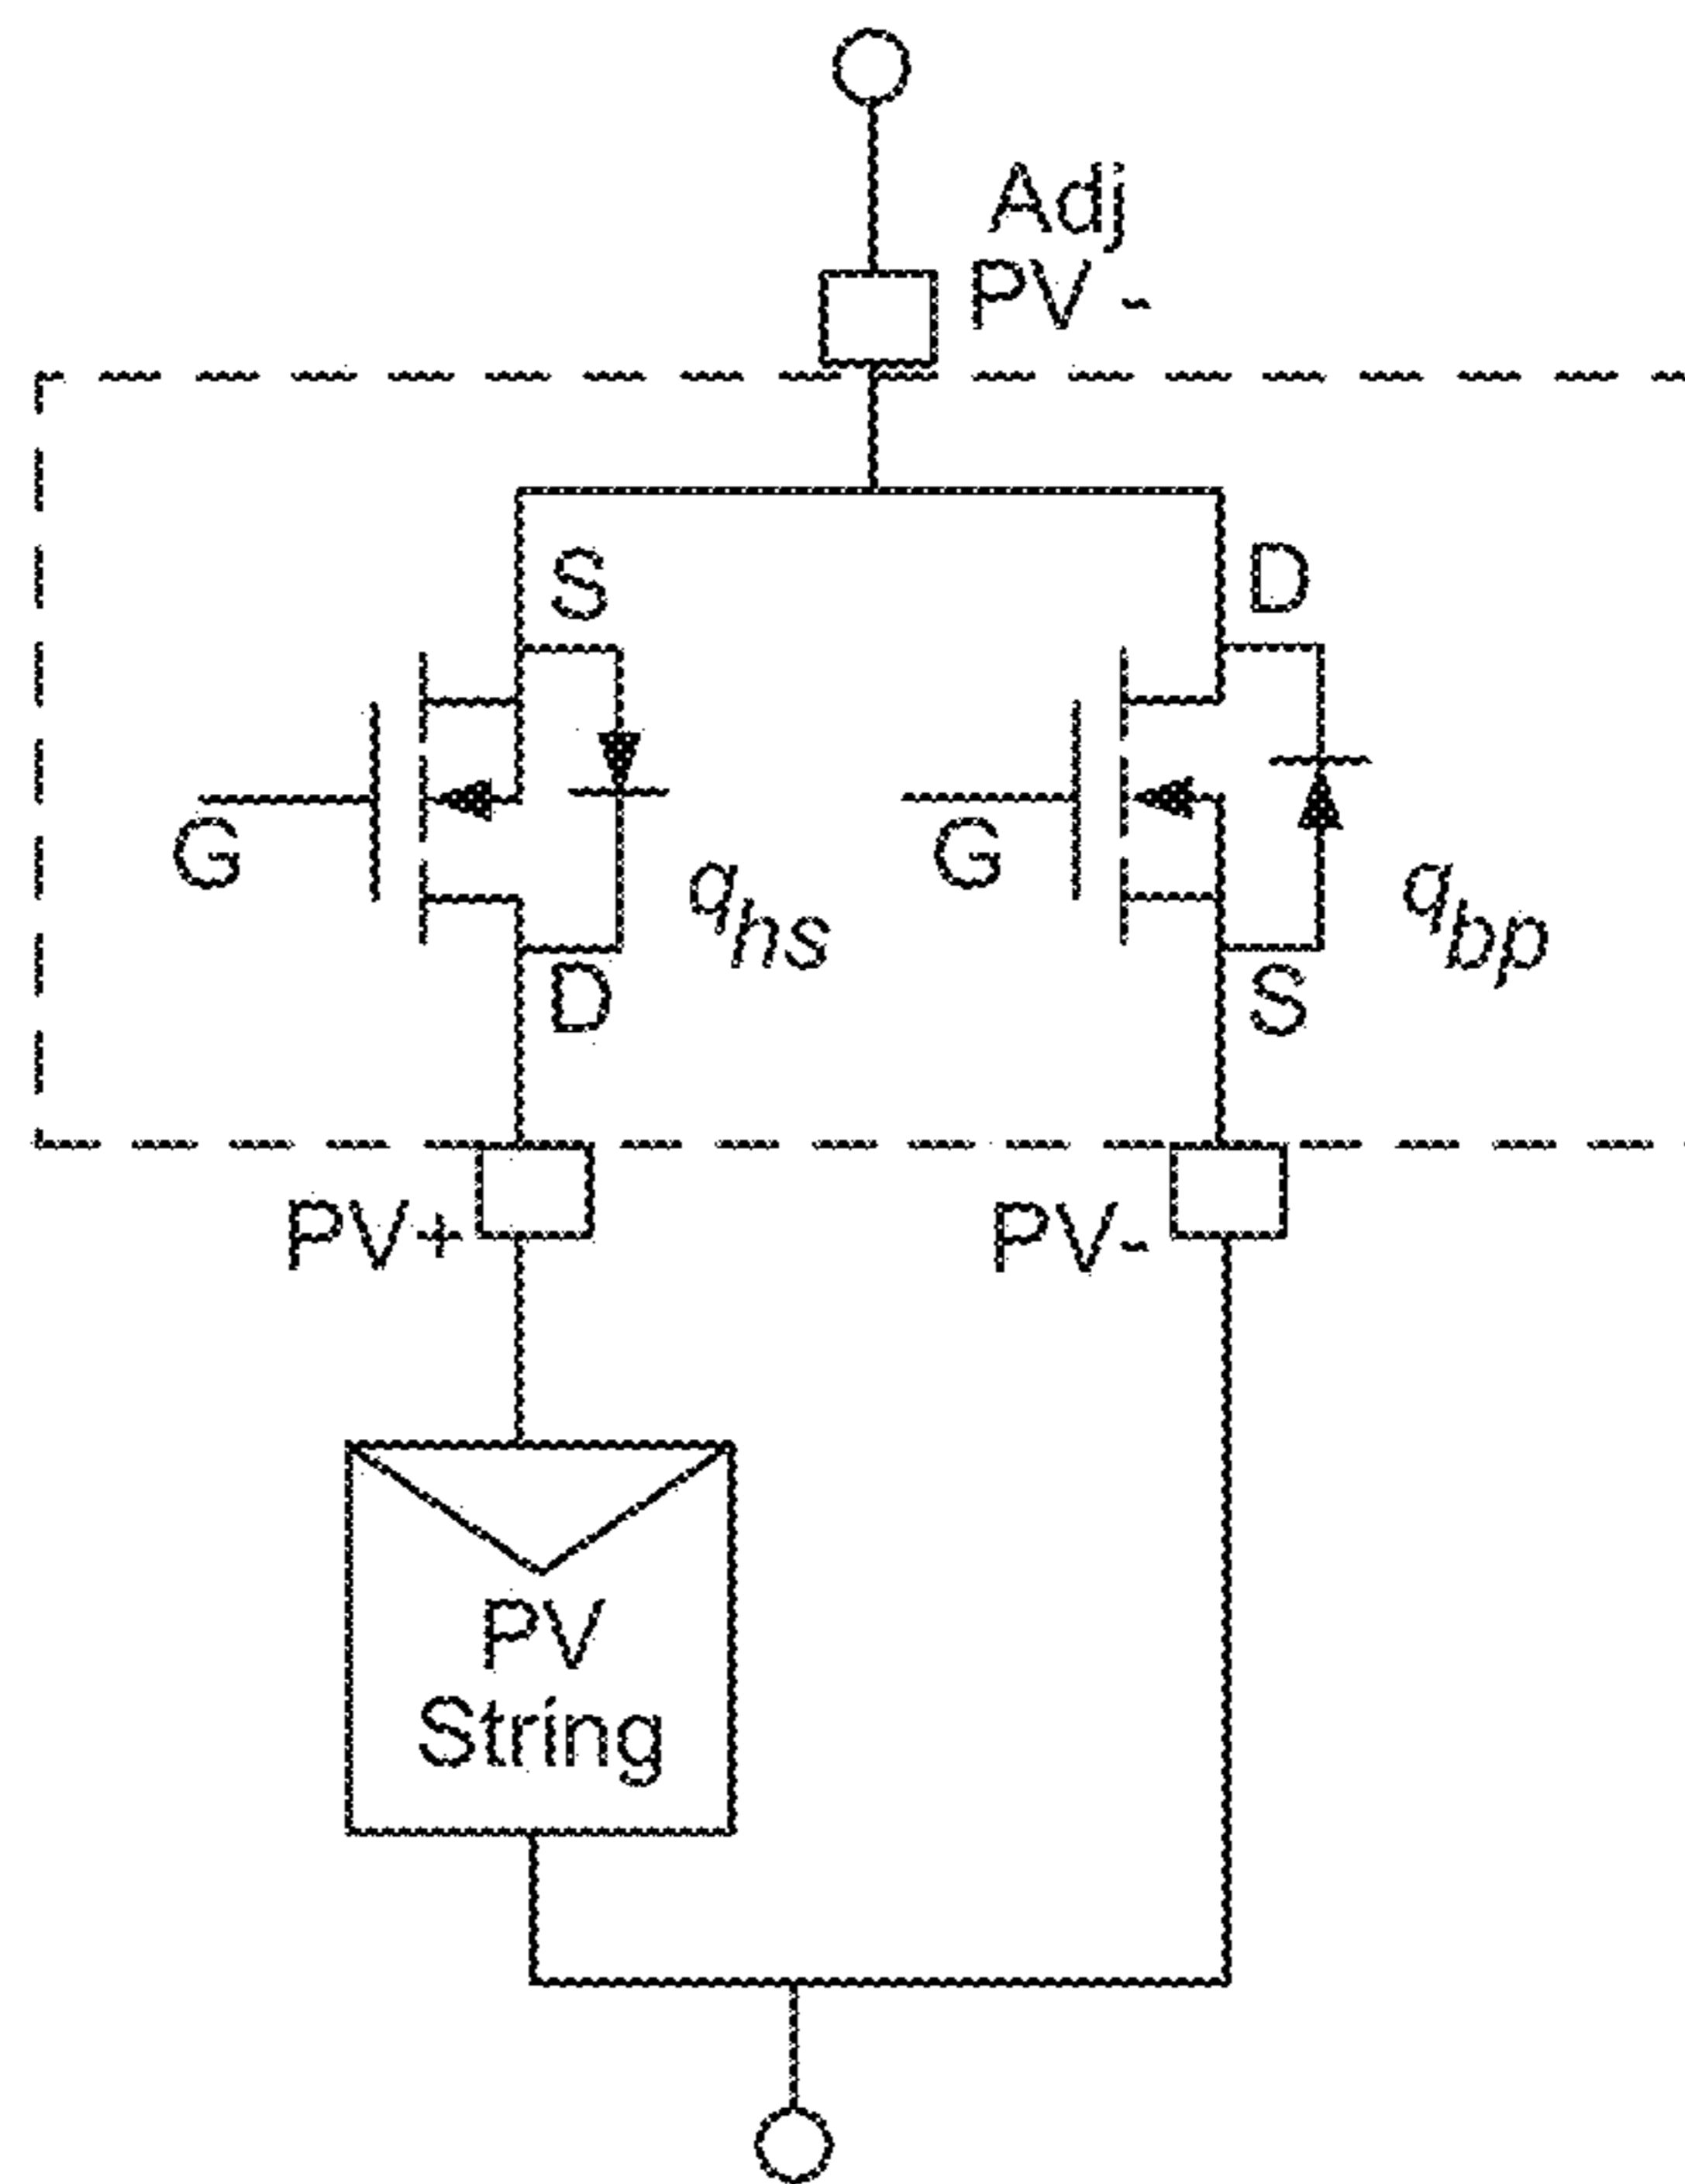 Adj
PV -
S
D
G
q_hs
G
q_bp
D
S
PV+
PV-
PV
String